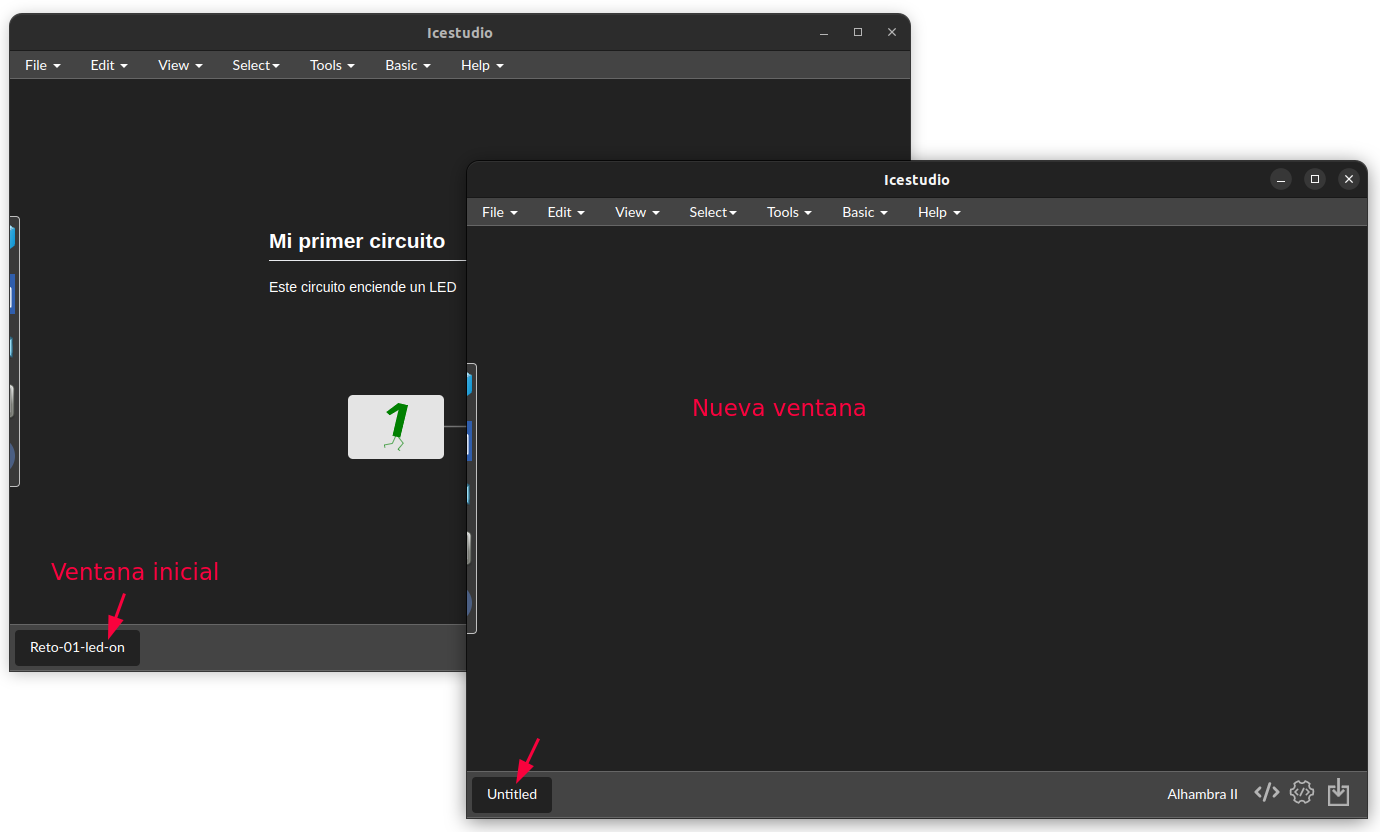 Icestudio
File Edit View Select Tools Basic Help
Mi primer circuito
Este circuito enciende un LED
1
Ventana inicial
Reto-01-led-on
Icestudio
File Edit View Select Tools Basic Help
Nueva ventana
Untitled
Alhambra II </>